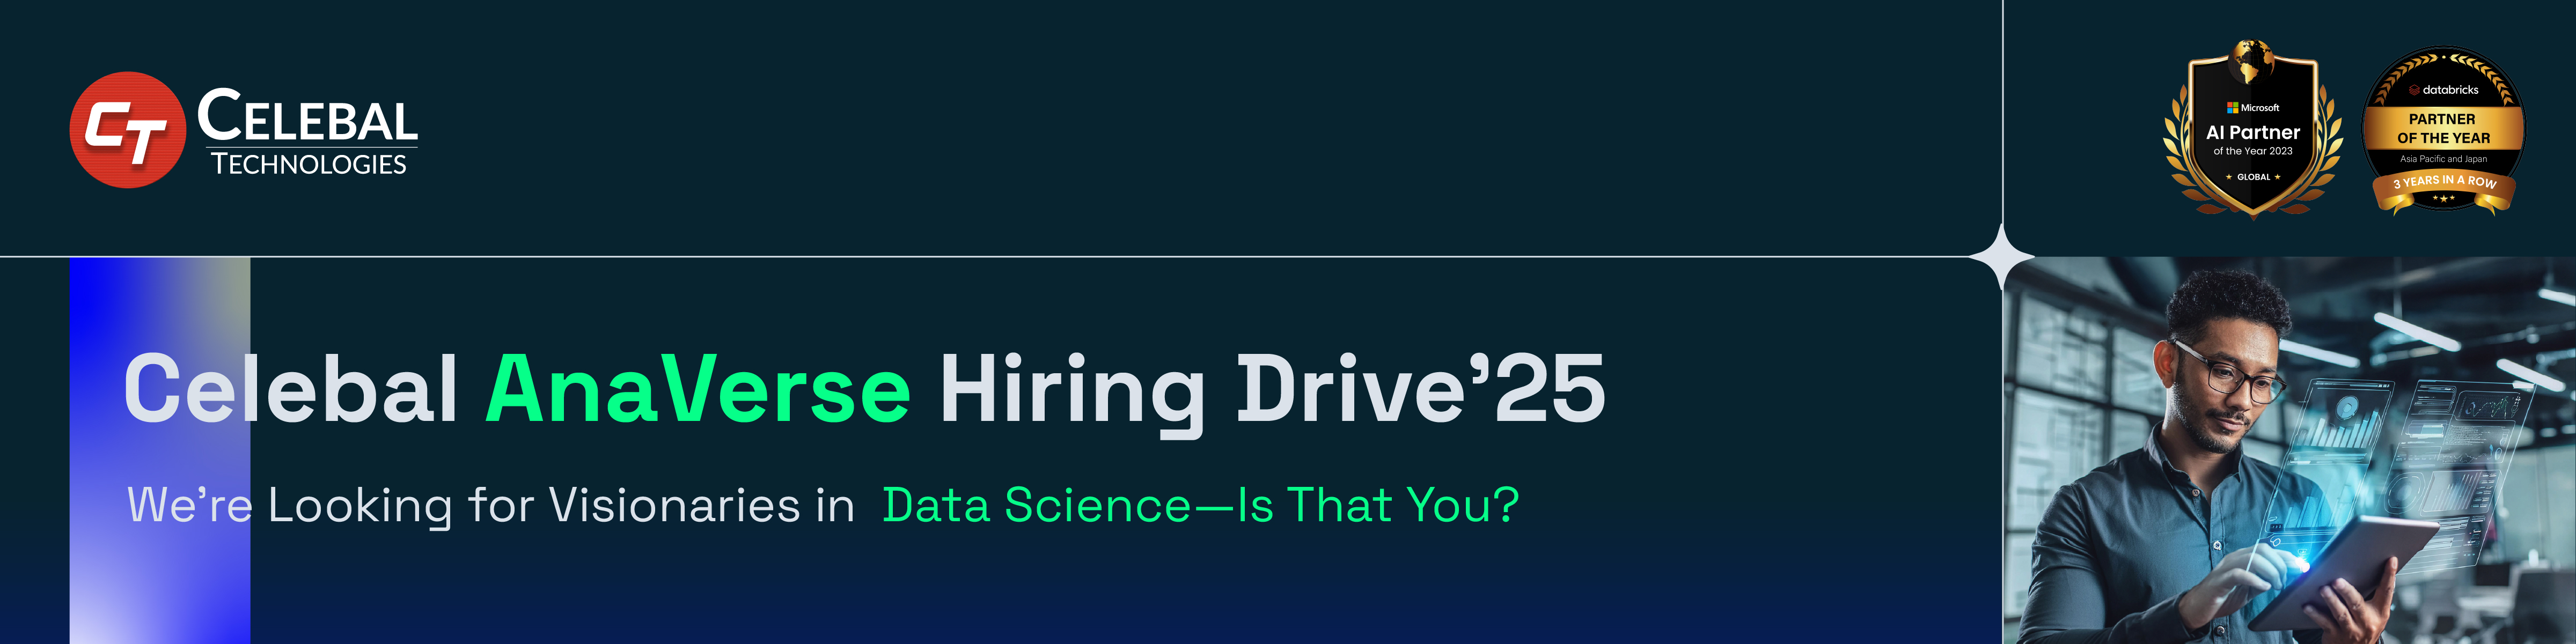 CT
CELEBAL
TECHNOLOGIES
Microsoft
AI Partner
of the Year 2023
GLOBAL
databricks
PARTNER
OF THE YEAR
Asia Pacific and Japan
3 YEARS IN A ROW
Celebal AnaVerse Hiring Drive’25
We’re Looking for Visionaries in Data Science—Is That You?